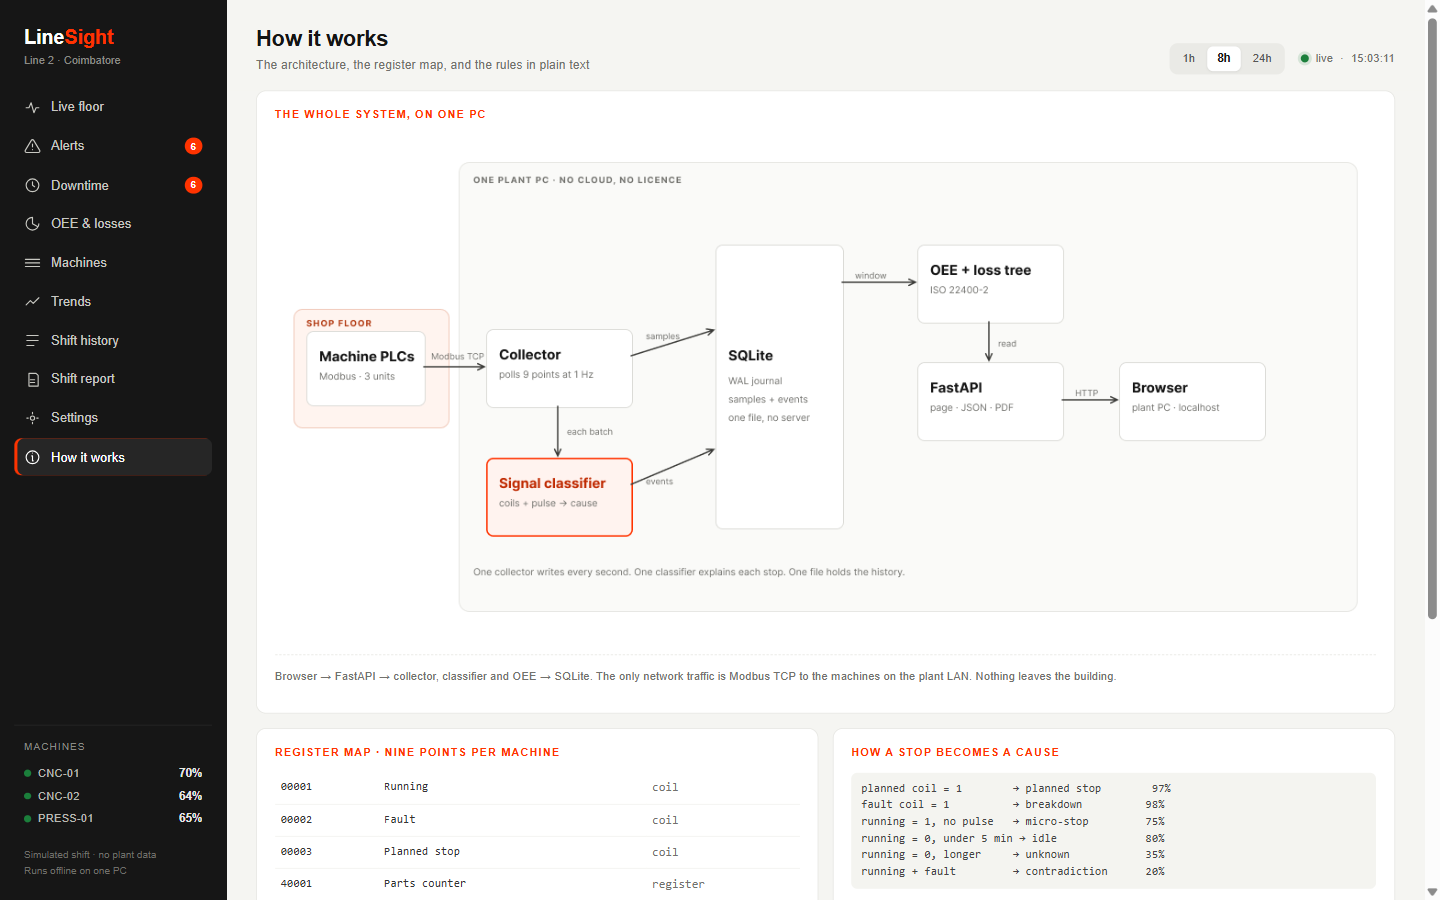 LineSight
Line 2 · Coimbatore
Live floor
Alerts 6
Downtime 6
OEE & losses
Machines
Trends
Shift history
Shift report
Settings
How it works
MACHINES
CNC-01 70%
CNC-02 64%
PRESS-01 65%
Simulated shift · no plant data
Runs offline on one PC
How it works
The architecture, the register map, and the rules in plain text
1h 8h 24h live · 15:03:11
THE WHOLE SYSTEM, ON ONE PC
ONE PLANT PC · NO CLOUD, NO LICENCE
SHOP FLOOR
Machine PLCs
Modbus · 3 units
Modbus TCP
Collector
polls 9 points at 1 Hz
each batch
Signal classifier
coils + pulse → cause
samples
events
SQLite
WAL journal
samples + events
one file, no server
window
OEE + loss tree
ISO 22400-2
read
FastAPI
page · JSON · PDF
HTTP
Browser
plant PC · localhost
One collector writes every second. One classifier explains each stop. One file holds the history.
Browser → FastAPI → collector, classifier and OEE → SQLite. The only network traffic is Modbus TCP to the machines on the plant LAN. Nothing leaves the building.
REGISTER MAP · NINE POINTS PER MACHINE
00001 Running coil
00002 Fault coil
00003 Planned stop coil
40001 Parts counter register
HOW A STOP BECOMES A CAUSE
planned coil = 1 → planned stop 97%
fault coil = 1 → breakdown 98%
running = 1, no pulse → micro-stop 75%
running = 0, under 5 min → idle 80%
running = 0, longer → unknown 35%
running + fault → contradiction 20%